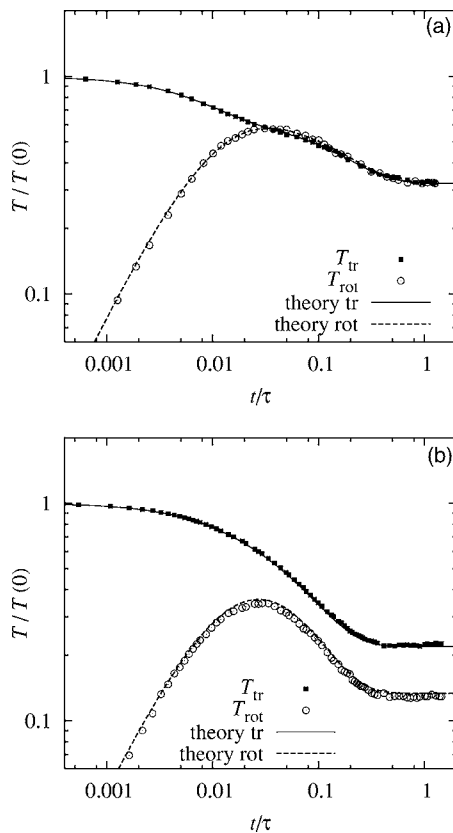 (a)
1
T / T (0)
0.1
T_tr
T_rot
theory tr
theory rot
0.001 0.01 0.1 1
t/τ
(b)
1
T / T (0)
0.1
T_tr
T_rot
theory tr
theory rot
0.001 0.01 0.1 1
t/τ